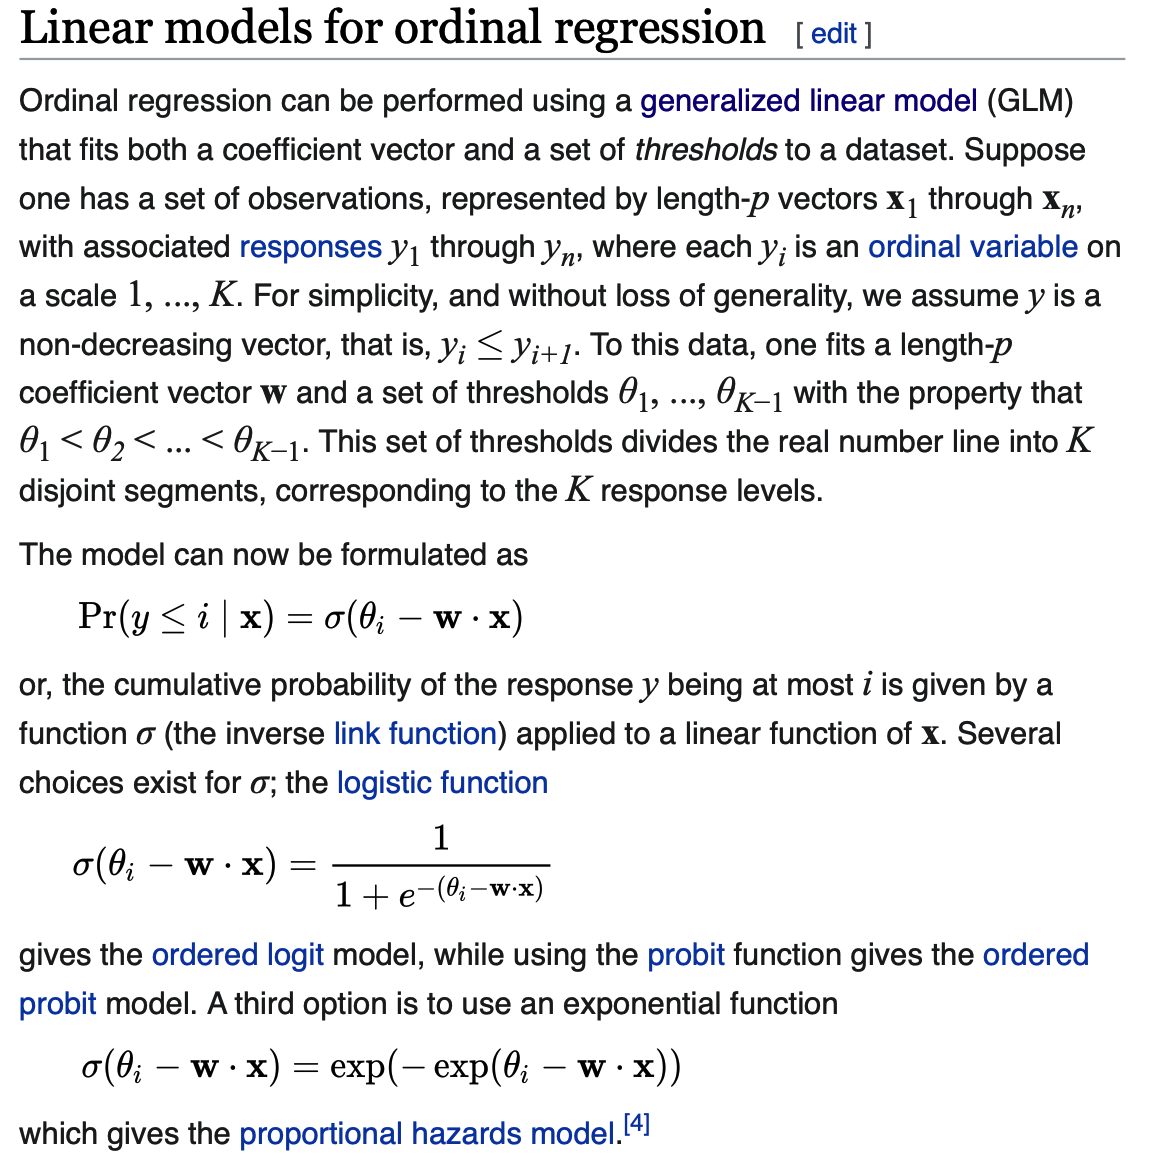 Linear models for ordinal regression [ edit ]
Ordinal regression can be performed using a generalized linear model (GLM)
that fits both a coefficient vector and a set of thresholds to a dataset. Suppose
one has a set of observations, represented by length-p vectors x₁ through xₙ,
with associated responses y₁ through yₙ, where each yᵢ is an ordinal variable on
a scale 1, ..., K. For simplicity, and without loss of generality, we assume y is a
non-decreasing vector, that is, yᵢ ≤ yᵢ₊₁. To this data, one fits a length-p
coefficient vector w and a set of thresholds θ₁, ..., θ_{K−1} with the property that
θ₁ < θ₂ < ... < θ_{K−1}. This set of thresholds divides the real number line into K
disjoint segments, corresponding to the K response levels.
The model can now be formulated as
Pr(y ≤ i | x) = σ(θᵢ − w · x)
or, the cumulative probability of the response y being at most i is given by a
function σ (the inverse link function) applied to a linear function of x. Several
choices exist for σ; the logistic function
σ(θᵢ − w · x) = 1 / (1 + e^{−(θᵢ−w·x)})
gives the ordered logit model, while using the probit function gives the ordered
probit model. A third option is to use an exponential function
σ(θᵢ − w · x) = exp(− exp(θᵢ − w · x))
which gives the proportional hazards model.[4]